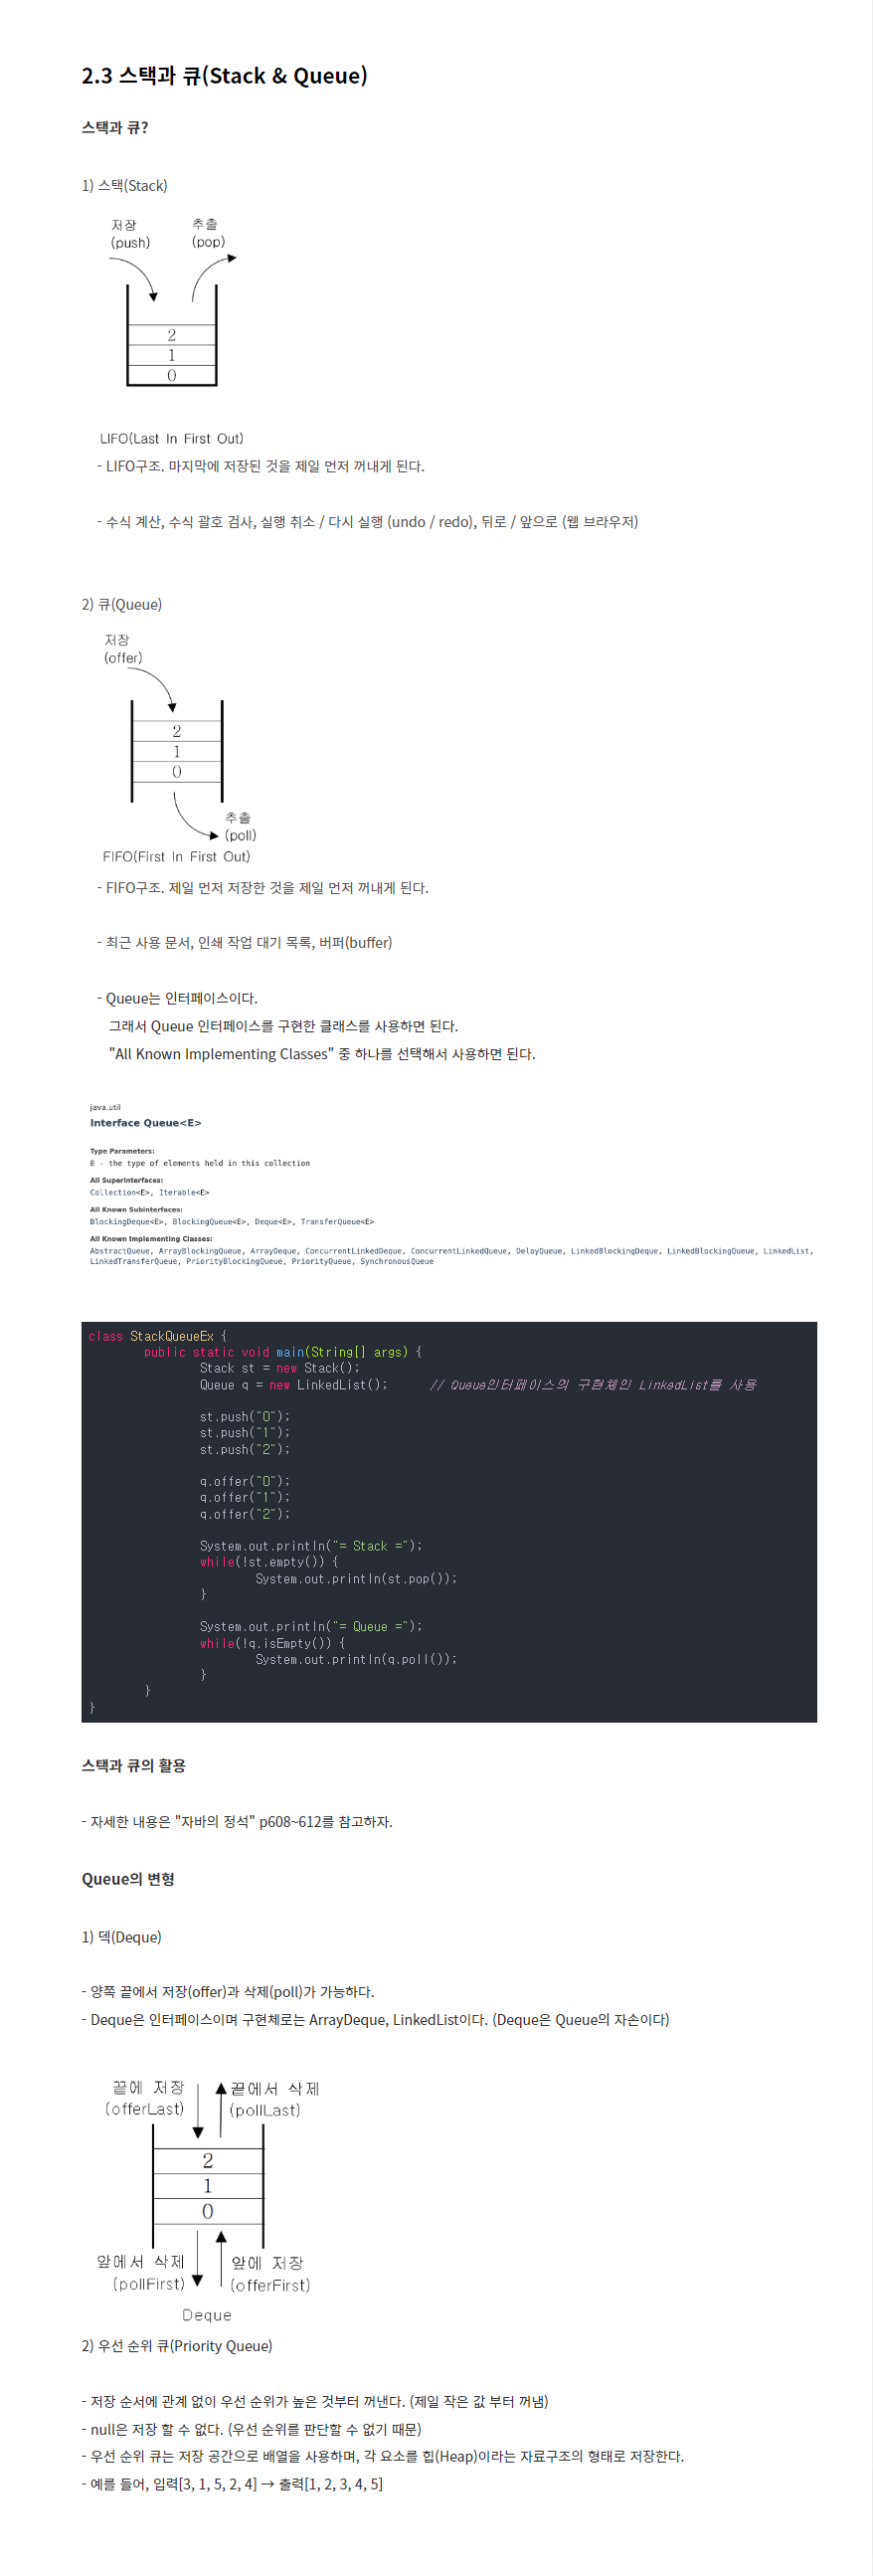 2.3 스택과 큐(Stack & Queue)
스택과 큐?
1) 스택(Stack)
저장 추출
(push) (pop)
2
1
0
LIFO(Last In First Out)
- LIFO구조. 마지막에 저장된 것을 제일 먼저 꺼내게 된다.
- 수식 계산, 수식 괄호 검사, 실행 취소 / 다시 실행 (undo / redo), 뒤로 / 앞으로 (웹 브라우저)
2) 큐(Queue)
저장
(offer)
2
1
0
추출
(poll)
FIFO(First In First Out)
- FIFO구조. 제일 먼저 저장한 것을 제일 먼저 꺼내게 된다.
- 최근 사용 문서, 인쇄 작업 대기 목록, 버퍼(buffer)
- Queue는 인터페이스이다.
그래서 Queue 인터페이스를 구현한 클래스를 사용하면 된다.
"All Known Implementing Classes" 중 하나를 선택해서 사용하면 된다.
java.util
Interface Queue<E>
Type Parameters:
E - the type of elements held in this collection
All Superinterfaces:
Collection<E>, Iterable<E>
All Known Subinterfaces:
BlockingDeque<E>, BlockingQueue<E>, Deque<E>, TransferQueue<E>
All Known Implementing Classes:
AbstractQueue, ArrayBlockingQueue, ArrayDeque, ConcurrentLinkedDeque, ConcurrentLinkedQueue, DelayQueue, LinkedBlockingDeque, LinkedBlockingQueue, LinkedList,
LinkedTransferQueue, PriorityBlockingQueue, PriorityQueue, SynchronousQueue
class StackQueueEx {
public static void main(String[] args) {
Stack st = new Stack();
Queue q = new LinkedList(); // Queue인터페이스의 구현체인 LinkedList를 사용
st.push("0");
st.push("1");
st.push("2");
q.offer("0");
q.offer("1");
q.offer("2");
System.out.println("= Stack =");
while(!st.empty()) {
System.out.println(st.pop());
}
System.out.println("= Queue =");
while(!q.isEmpty()) {
System.out.println(q.poll());
}
}
}
스택과 큐의 활용
- 자세한 내용은 "자바의 정석" p608~612를 참고하자.
Queue의 변형
1) 덱(Deque)
- 양쪽 끝에서 저장(offer)과 삭제(poll)가 가능하다.
- Deque은 인터페이스이며 구현체로는 ArrayDeque, LinkedList이다. (Deque은 Queue의 자손이다)
끝에 저장 끝에서 삭제
(offerLast) (pollLast)
2
1
0
앞에서 삭제 앞에 저장
(pollFirst) (offerFirst)
Deque
2) 우선 순위 큐(Priority Queue)
- 저장 순서에 관계 없이 우선 순위가 높은 것부터 꺼낸다. (제일 작은 값 부터 꺼냄)
- null은 저장 할 수 없다. (우선 순위를 판단할 수 없기 때문)
- 우선 순위 큐는 저장 공간으로 배열을 사용하며, 각 요소를 힙(Heap)이라는 자료구조의 형태로 저장한다.
- 예를 들어, 입력[3, 1, 5, 2, 4] → 출력[1, 2, 3, 4, 5]